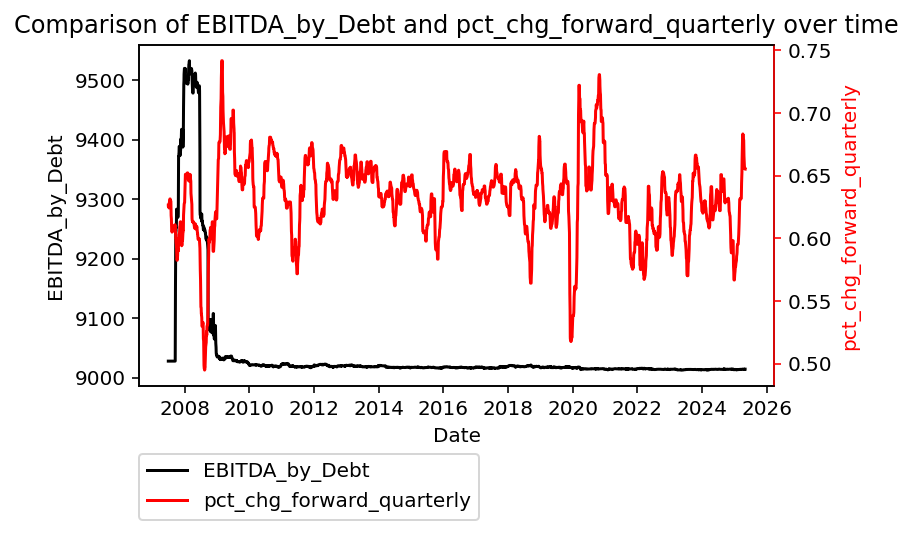 Comparison of EBITDA_by_Debt and pct_chg_forward_quarterly over time
9500
9400
9300
9200
9100
9000
EBITDA_by_Debt
0.75
0.70
0.65
0.60
0.55
0.50
pct_chg_forward_quarterly
2008 2010 2012 2014 2016 2018 2020 2022 2024 2026
Date
EBITDA_by_Debt
pct_chg_forward_quarterly